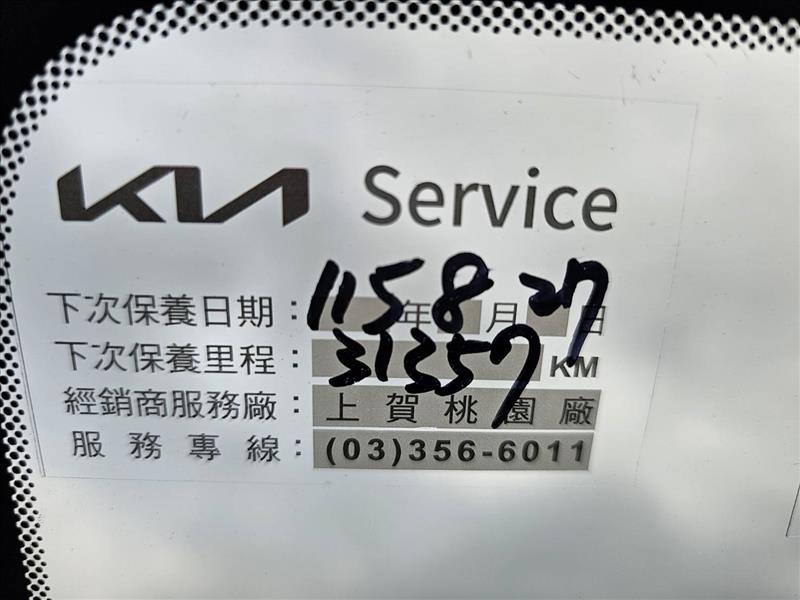 KIA Service
下次保養日期：115年8月27日
下次保養里程：31357KM
經銷商服務廠：上賀桃園廠
服務專線：(03)356-6011